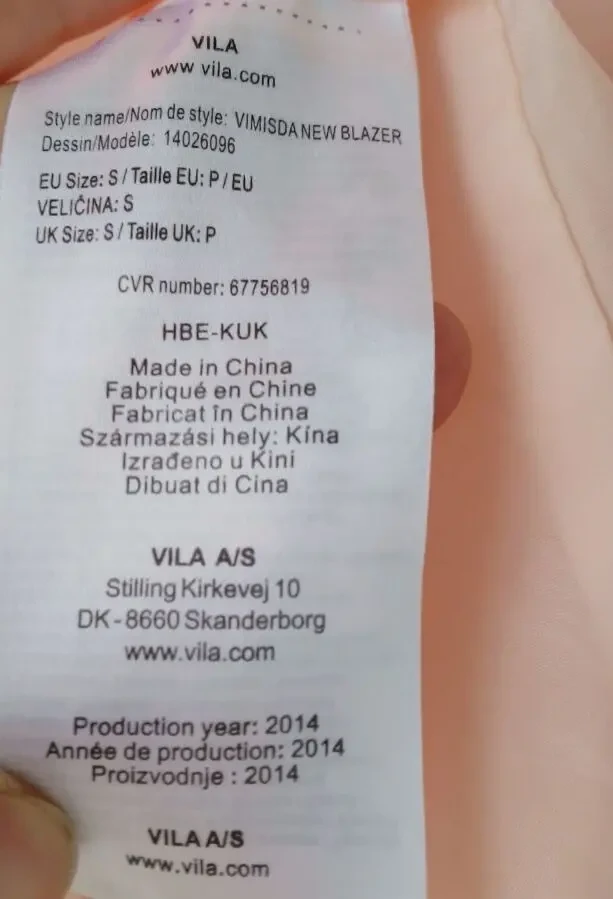 VILA
www vila.com
Style name/Nom de style: VIMISDA NEW BLAZER
Dessin/Modèle: 14026096
EU Size: S / Taille EU: P / EU
VELIČINA: S
UK Size: S / Taille UK: P
CVR number: 67756819
HBE-KUK
Made in China
Fabriqué en Chine
Fabricat în China
Származási hely: Kína
Izrađeno u Kini
Dibuat di Cina
VILA A/S
Stilling Kirkevej 10
DK-8660 Skanderborg
www.vila.com
Production year: 2014
Année de production: 2014
Proizvodnje : 2014
VILA A/S
www.vila.com